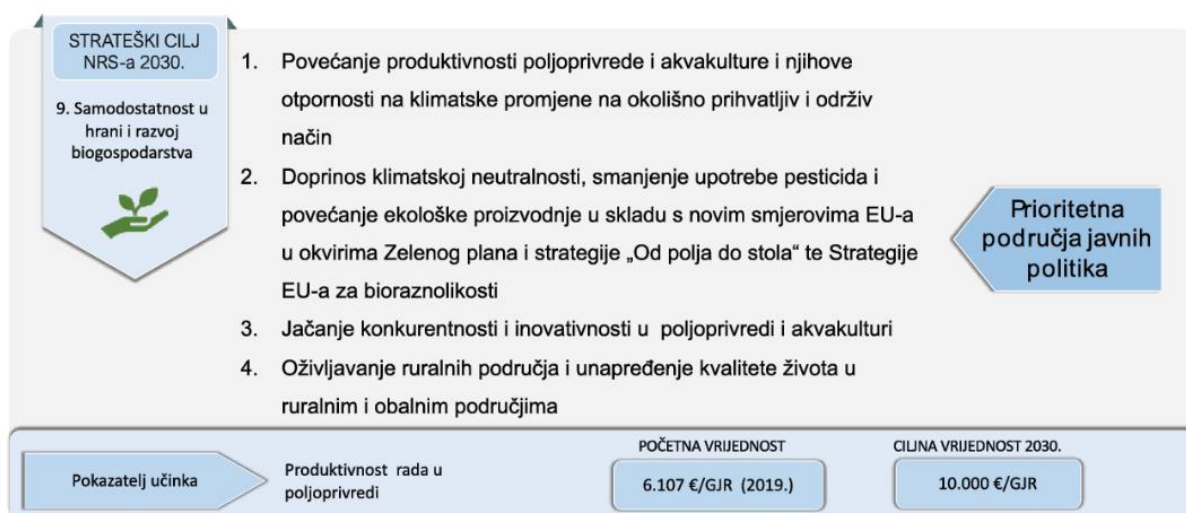 STRATEŠKI CILJ
NRS-a 2030.
9. Samodostatnost u
hrani i razvoj
biogospodarstva
1. Povećanje produktivnosti poljoprivrede i akvakulture i njihove
otpornosti na klimatske promjene na okolišno prihvatljiv i održiv
način
2. Doprinos klimatskoj neutralnosti, smanjenje upotrebe pesticida i
povećanje ekološke proizvodnje u skladu s novim smjerovima EU-a
u okvirima Zelenog plana i strategije „Od polja do stola“ te Strategije
EU-a za bioraznolikosti
3. Jačanje konkurentnosti i inovativnosti u poljoprivredi i akvakulturi
4. Oživljavanje ruralnih područja i unapređenje kvalitete života u
ruralnim i obalnim područjima
Prioritetna
područja javnih
politika
Pokazatelj učinka
Produktivnost rada u
poljoprivredi
POČETNA VRIJEDNOST
6.107 €/GJR (2019.)
CILJNA VRIJEDNOST 2030.
10.000 €/GJR